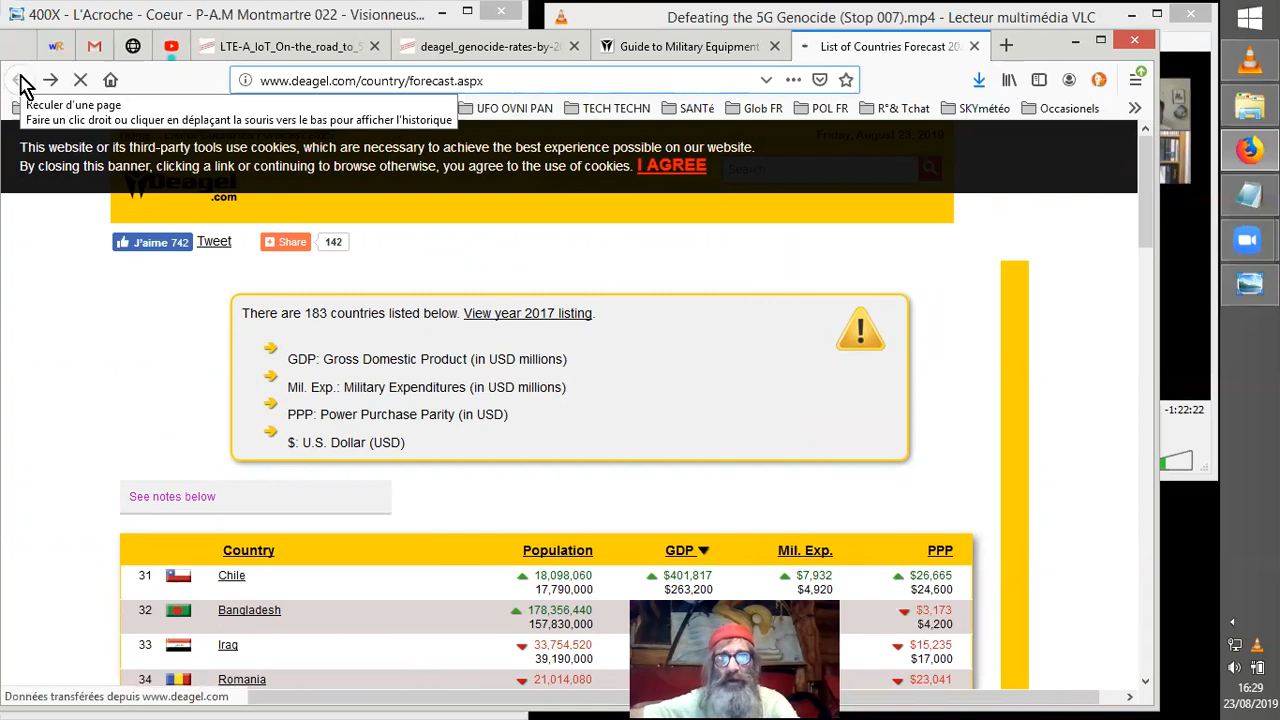 400X - L'Acroche - Coeur - P-A.M Montmartre 022 - Visionneus...
Defeating the 5G Genocide (Stop 007).mp4 - Lecteur multimédia VLC
wR
LTE-A_IoT_On-the_road_to_5
deagel_genocide-rates-by-20
Guide to Military Equipment
List of Countries Forecast 20
www.deagel.com/country/forecast.aspx
Reculer d'une page
Faire un clic droit ou cliquer en déplaçant la souris vers le bas pour afficher l'historique
UFO OVNI PAN
TECH TECHN
SANTé
Glob FR
POL FR
R°& Tchat
SKYmétéo
Occasionels
Friday, August 23, 2019
This website or its third-party tools use cookies, which are necessary to achieve the best experience possible on our website.
By closing this banner, clicking a link or continuing to browse otherwise, you agree to the use of cookies. I AGREE
Search
Deagel
.com
J'aime 742
Tweet
Share
142
There are 183 countries listed below. View year 2017 listing.
GDP: Gross Domestic Product (in USD millions)
Mil. Exp.: Military Expenditures (in USD millions)
PPP: Power Purchase Parity (in USD)
$: U.S. Dollar (USD)
-1:22:22
See notes below
Country Population GDP Mil. Exp. PPP
31 Chile 18,098,060 $401,817 $7,932 $26,665
17,790,000 $263,200 $4,920 $24,600
32 Bangladesh 178,356,440 $3,173
157,830,000 $4,200
33 Iraq 33,754,520 $15,235
39,190,000 $17,000
34 Romania 21,014,080 $23,041
Données transférées depuis www.deagel.com
16:29
23/08/2019